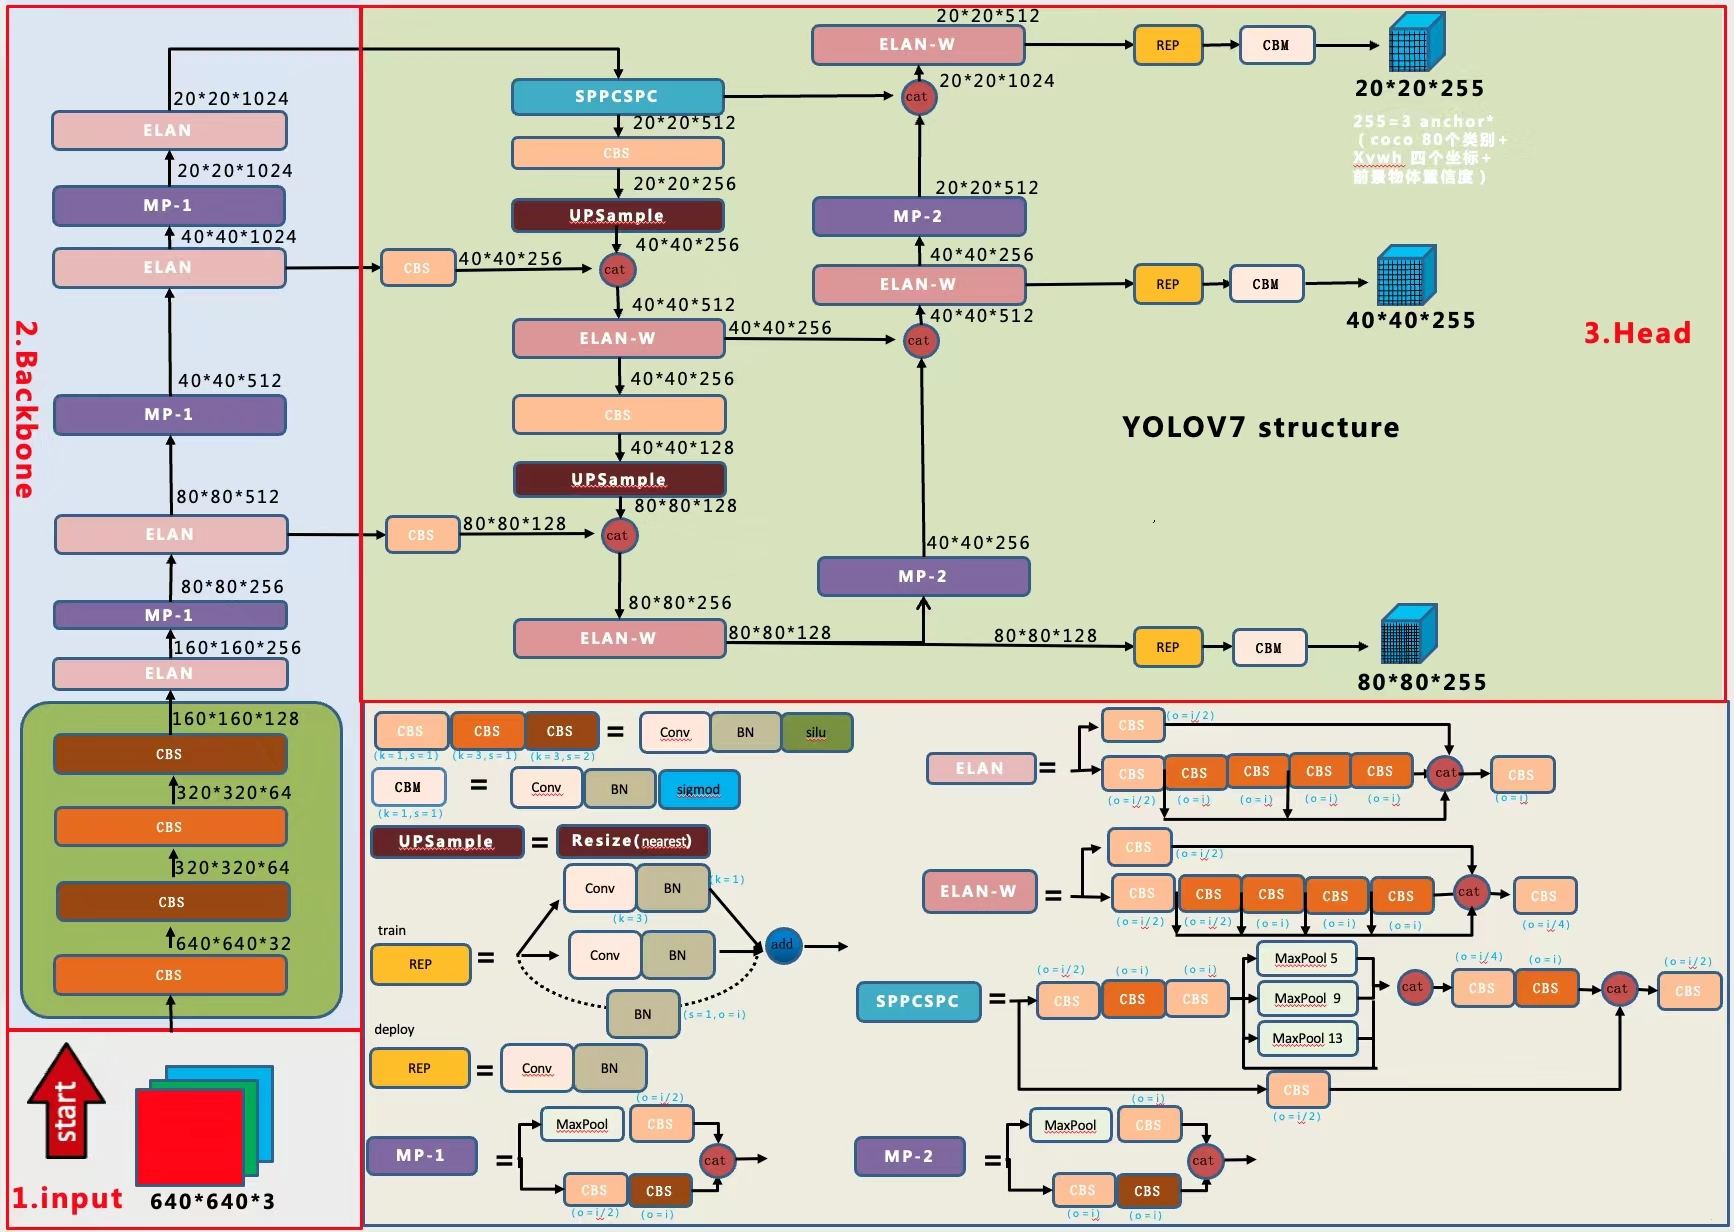 2.Backbone
20*20*1024
ELAN
20*20*1024
MP-1
40*40*1024
ELAN
40*40*512
MP-1
80*80*512
ELAN
80*80*256
MP-1
160*160*256
ELAN
160*160*128
CBS
320*320*64
CBS
320*320*64
CBS
640*640*32
CBS
start
1.input
640*640*3
SPPCSPC
20*20*512
CBS
20*20*256
UPSample
40*40*256
CBS
40*40*256
cat
40*40*512
ELAN-W
40*40*256
40*40*256
CBS
40*40*128
UPSample
80*80*128
CBS
80*80*128
cat
80*80*256
ELAN-W
80*80*128
80*80*128
20*20*512
ELAN-W
20*20*1024
cat
20*20*512
MP-2
40*40*256
ELAN-W
40*40*512
cat
40*40*256
MP-2
REP
CBM
20*20*255
255=3 anchor*
(coco 80个类别+
Xywh 四个坐标+
前景物体置信度)
REP
CBM
40*40*255
3.Head
YOLOV7 structure
REP
CBM
80*80*255
CBS CBS CBS = Conv BN silu
(k=1,s=1) (k=3,s=1) (k=3,s=2)
CBM = Conv BN sigmod
(k=1,s=1)
UPSample = Resize(nearest)
train
REP =
Conv BN (k=1)
(k=3)
Conv BN
add
BN (s=1,o=i)
deploy
REP = Conv BN
MP-1 =
(o=i/2)
MaxPool CBS
cat
CBS CBS
(o=i/2) (o=i)
ELAN =
CBS (o=i/2)
CBS CBS CBS CBS CBS cat CBS
(o=i/2) (o=i) (o=i) (o=i) (o=i) (o=i)
ELAN-W =
CBS (o=i/2)
CBS CBS CBS CBS CBS cat CBS
(o=i/2) (o=i/2) (o=i) (o=i) (o=i) (o=i/4)
SPPCSPC =
(o=i/2) (o=i) (o=i)
CBS CBS CBS
MaxPool 5
MaxPool 9
MaxPool 13
cat
(o=i/4) (o=i)
CBS CBS
cat
(o=i/2)
CBS
CBS
(o=i/2)
MP-2 =
(o=i)
MaxPool CBS
cat
CBS CBS
(o=i) (o=i)